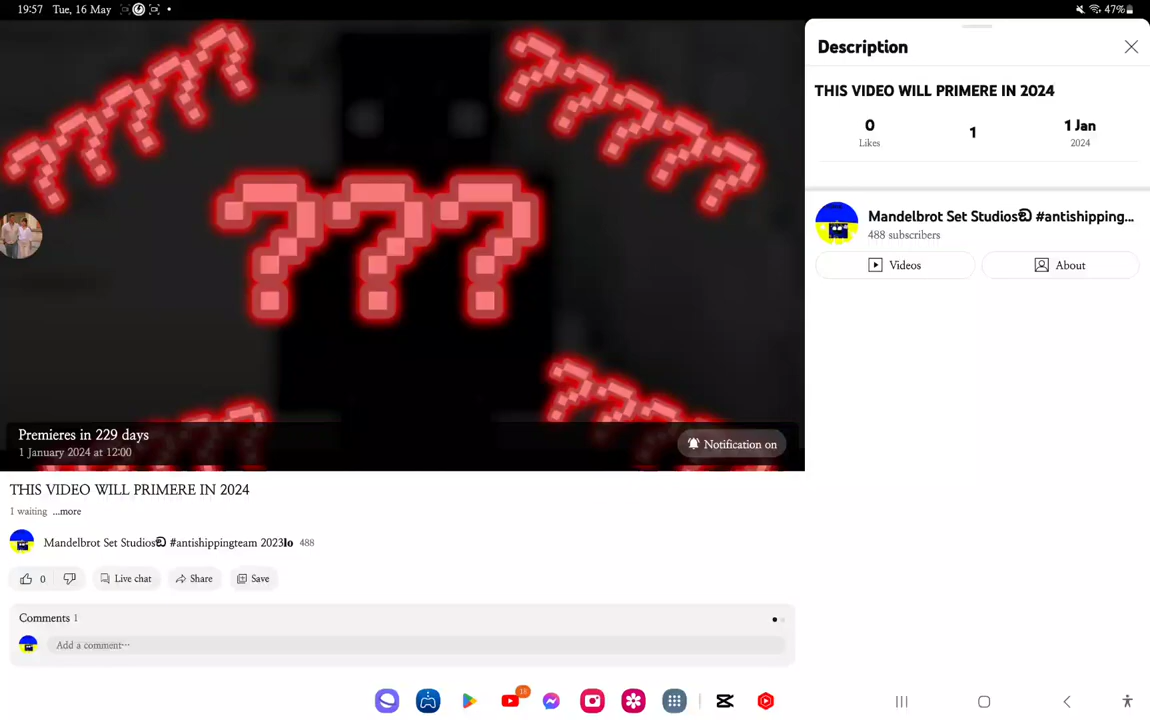 19:57 Tue, 16 May
47%
? ? ? ? ?
? ? ? ? ?
???
Premieres in 229 days
1 January 2024 at 12:00
Notification on
THIS VIDEO WILL PRIMERE IN 2024
1 waiting ...more
Mandelbrot Set Studios🅭 #antishippingteam 2023lo 488
0
Live chat
Share
Save
Comments 1
Add a comment...
Description
THIS VIDEO WILL PRIMERE IN 2024
0 1 1 Jan
Likes 2024
Mandelbrot Set Studios #antishipping...
488 subscribers
Videos
About
18